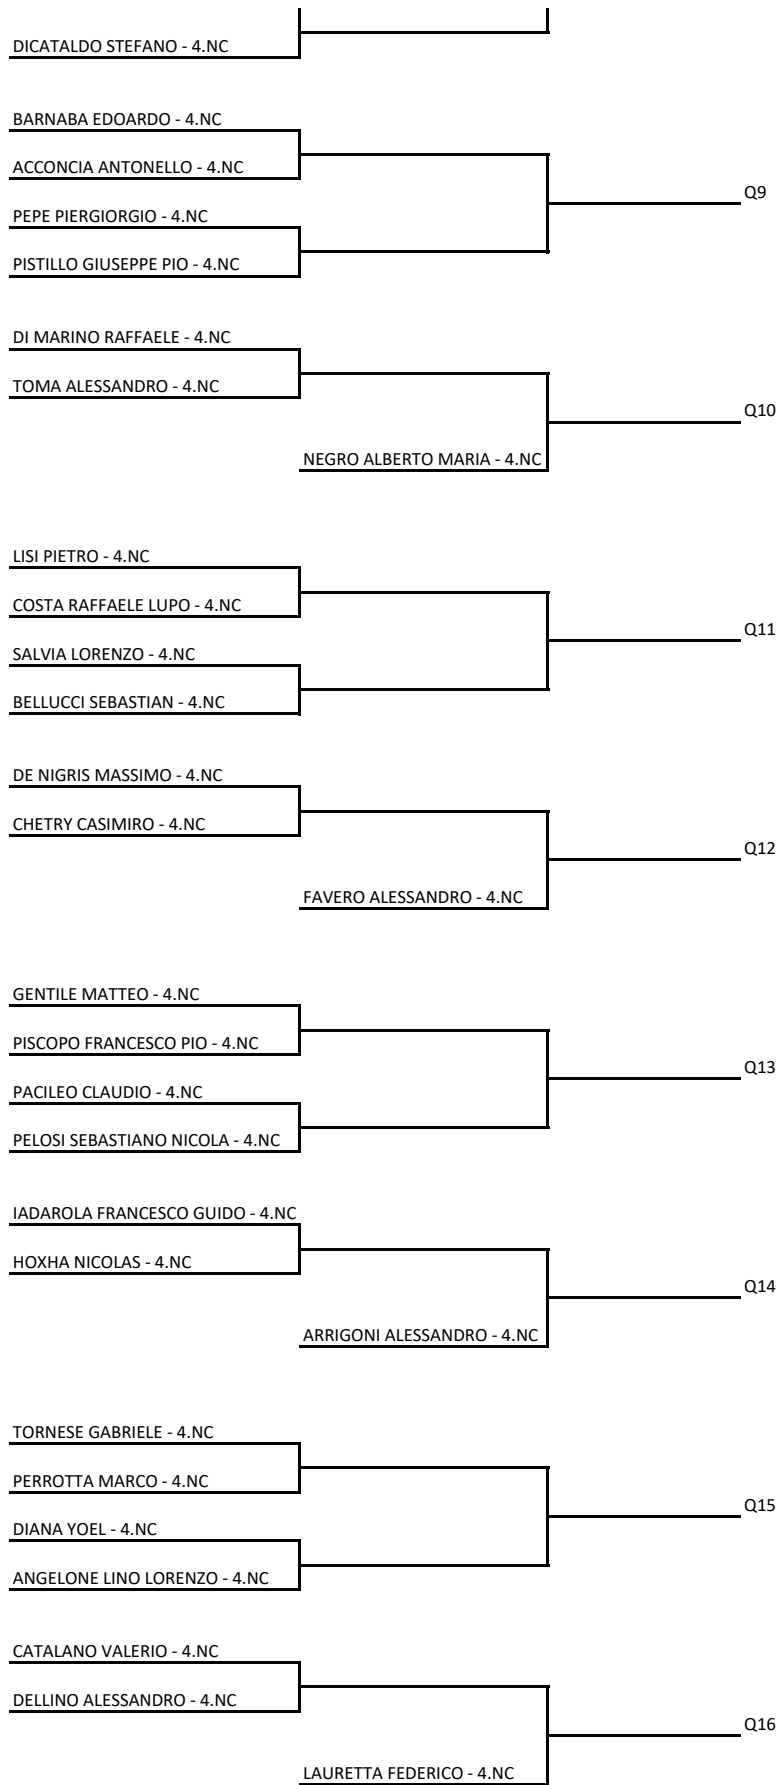 DICATALDO STEFANO - 4.NC
BARNABA EDOARDO - 4.NC
ACCONCIA ANTONELLO - 4.NC
Q9
PEPE PIERGIORGIO - 4.NC
PISTILLO GIUSEPPE PIO - 4.NC
DI MARINO RAFFAELE - 4.NC
TOMA ALESSANDRO - 4.NC
Q10
NEGRO ALBERTO MARIA - 4.NC
LISI PIETRO - 4.NC
COSTA RAFFAELE LUPO - 4.NC
Q11
SALVIA LORENZO - 4.NC
BELLUCCI SEBASTIAN - 4.NC
DE NIGRIS MASSIMO - 4.NC
CHETRY CASIMIRO - 4.NC
Q12
FAVERO ALESSANDRO - 4.NC
GENTILE MATTEO - 4.NC
PISCOPO FRANCESCO PIO - 4.NC
Q13
PACILEO CLAUDIO - 4.NC
PELOSI SEBASTIANO NICOLA - 4.NC
IADAROLA FRANCESCO GUIDO - 4.NC
HOXHA NICOLAS - 4.NC
Q14
ARRIGONI ALESSANDRO - 4.NC
TORNESE GABRIELE - 4.NC
PERROTTA MARCO - 4.NC
Q15
DIANA YOEL - 4.NC
ANGELONE LINO LORENZO - 4.NC
CATALANO VALERIO - 4.NC
DELLINO ALESSANDRO - 4.NC
Q16
LAURETTA FEDERICO - 4.NC